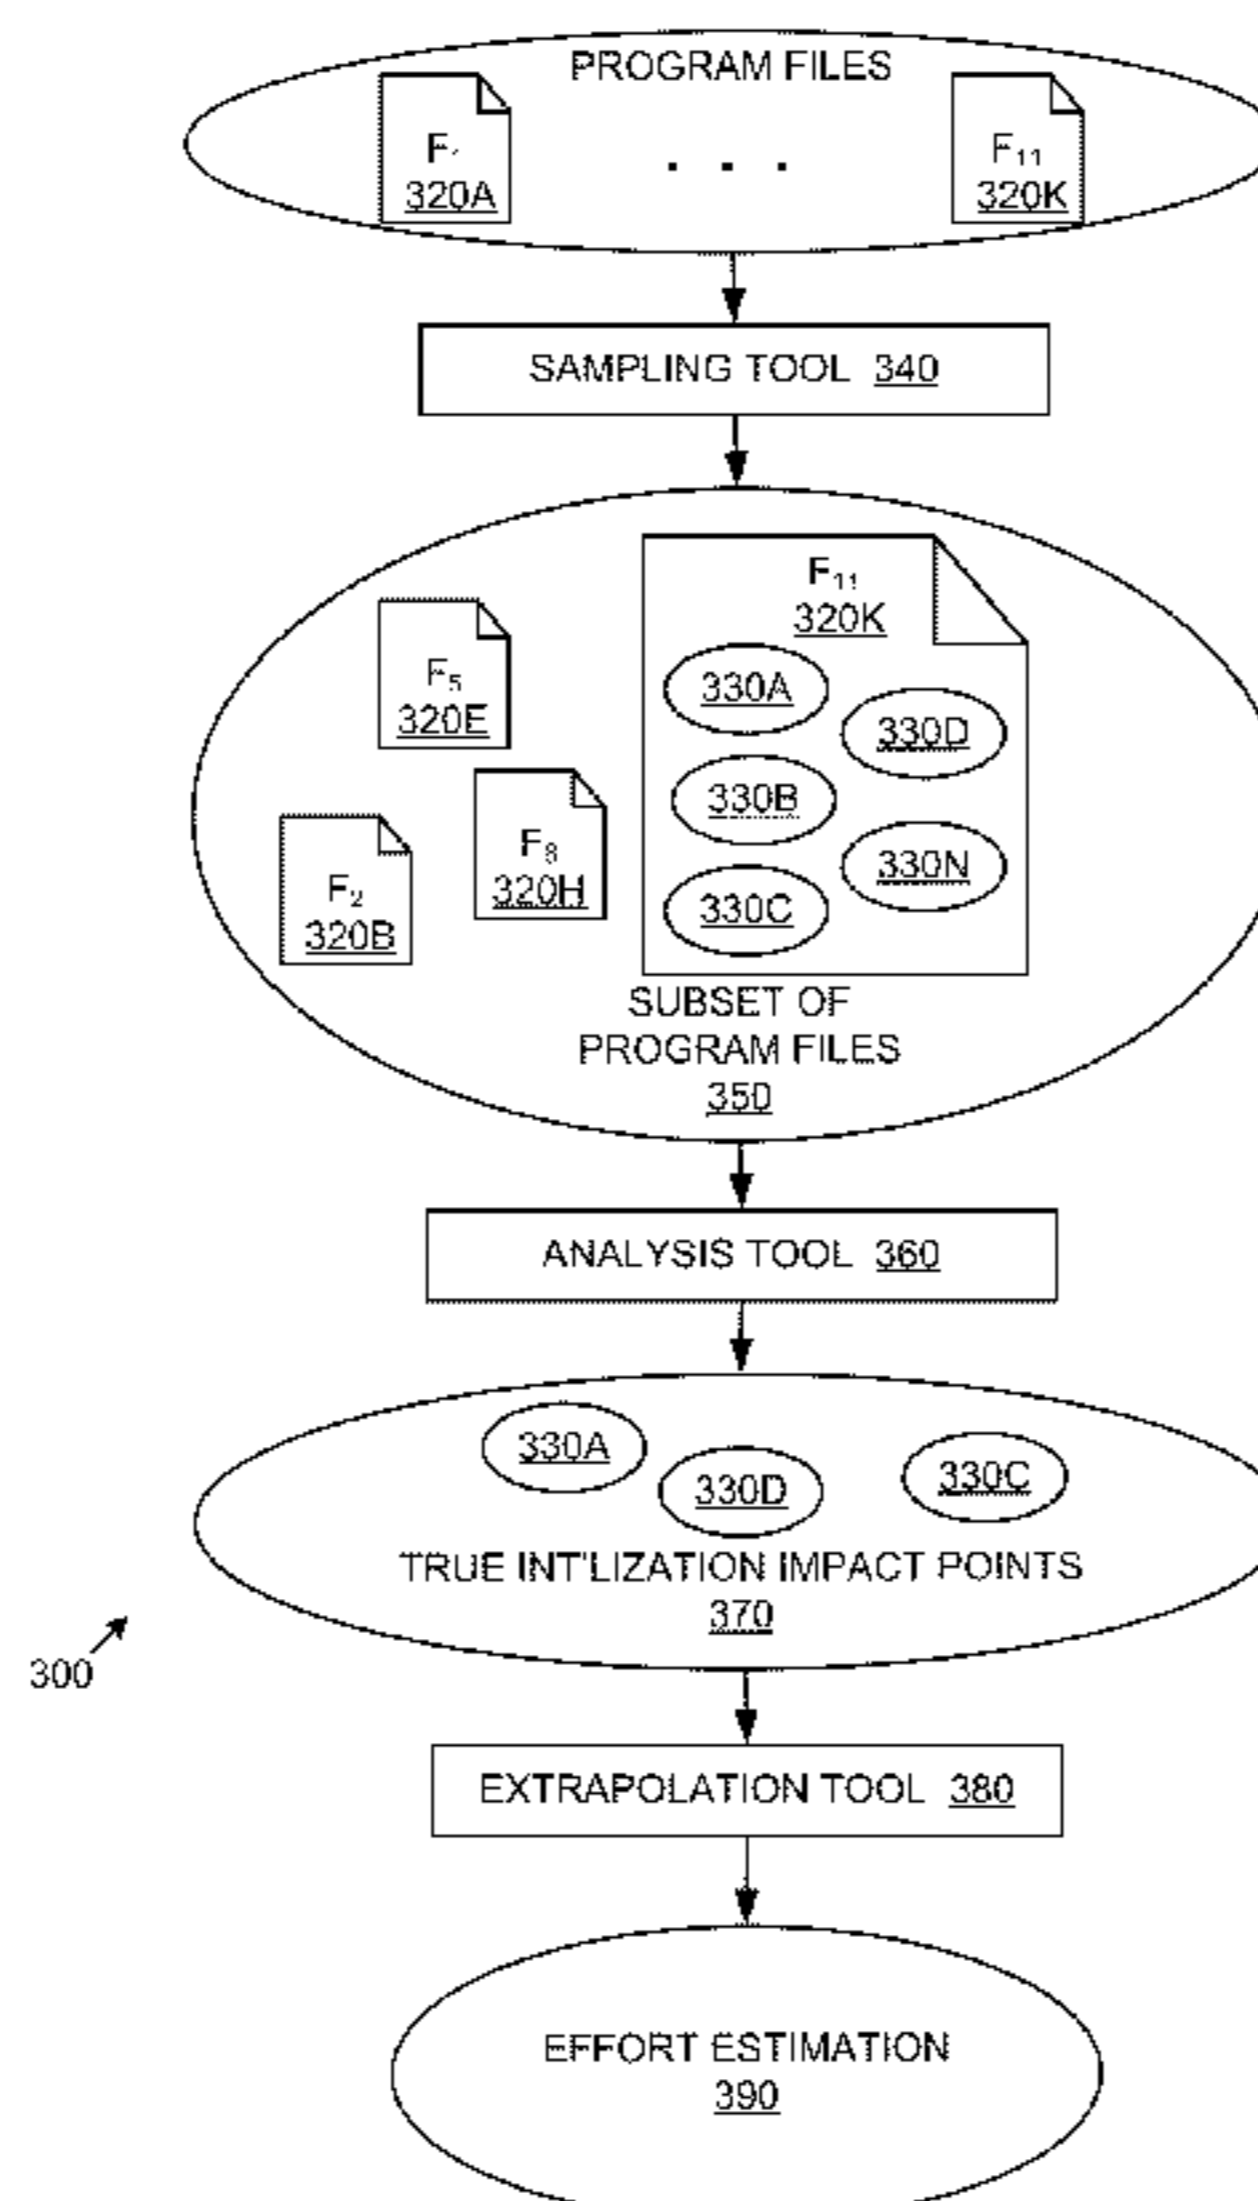 PROGRAM FILES
F₁
320A
. . .
F₁₁
320K
SAMPLING TOOL 340
F₁₁
320K
F₅
320E
330A
330D
330B
F₈
320H
330N
F₂
320B
330C
SUBSET OF
PROGRAM FILES
350
ANALYSIS TOOL 360
330A
330D
330C
TRUE INT'LIZATION IMPACT POINTS
370
300
EXTRAPOLATION TOOL 380
EFFORT ESTIMATION
390